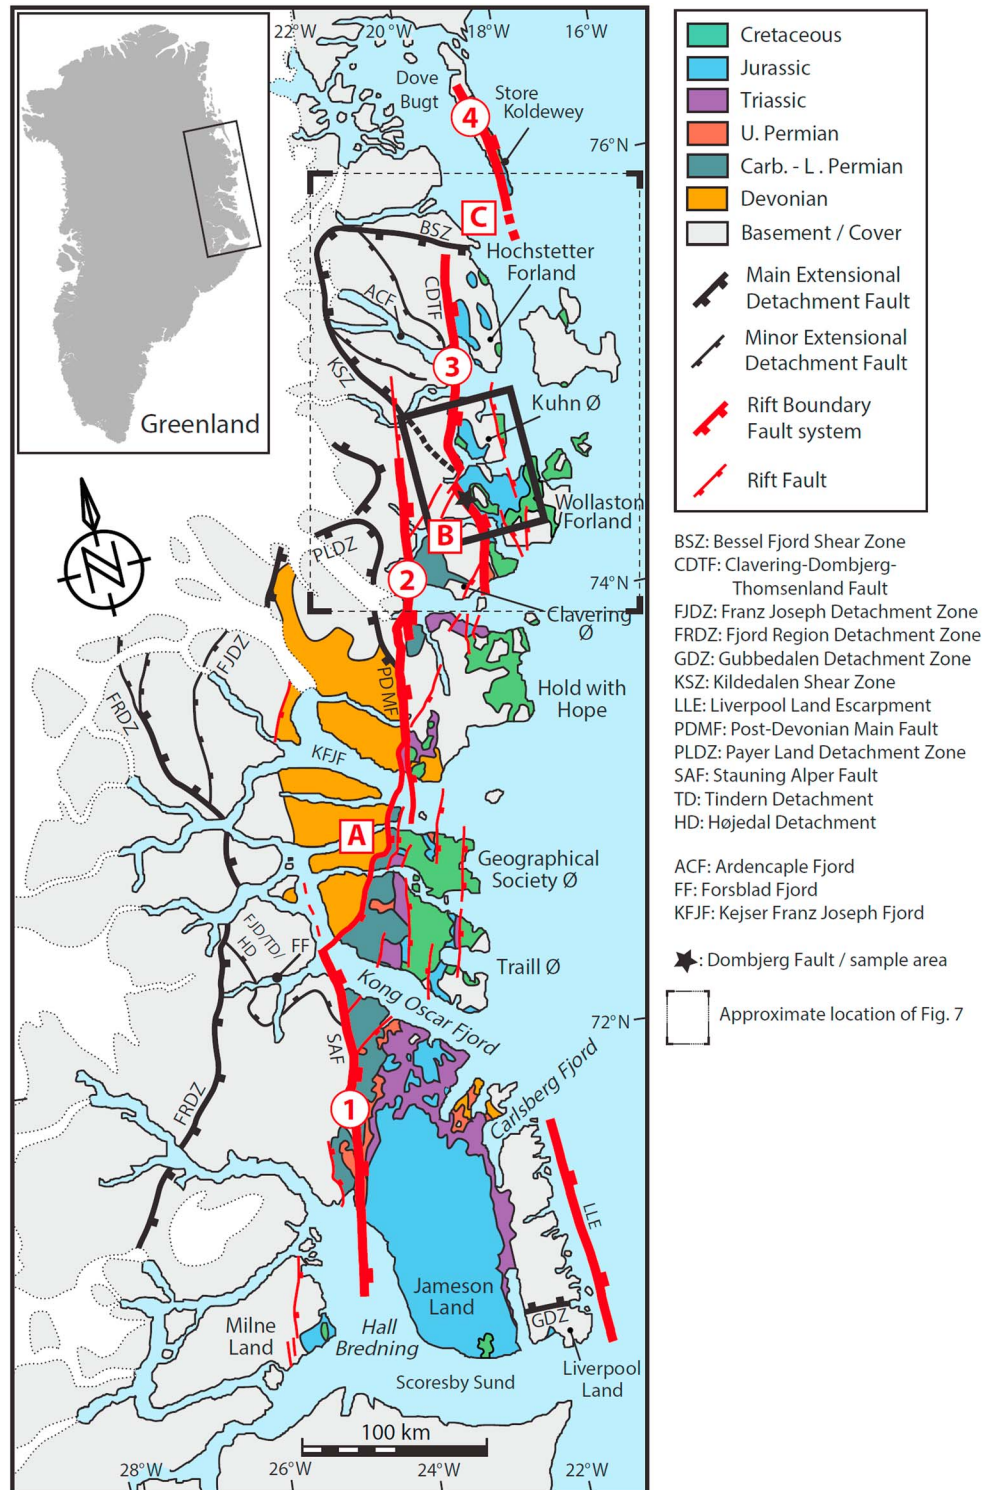 22°W
20°W
18°W
16°W
Dove
Bugt
Store
Koldewey
4
76°N
C
BSZ
Hochstetter
Forland
ACF
CDTF
KSZ
3
Kuhn Ø
Wollaston
Forland
B
PLDZ
2
74°N
Clavering
Ø
FJDZ
FRDZ
PDMF
Hold with
Hope
KFJF
A
Geographical
Society Ø
FJD/TD/
HD
FF
Traill Ø
Kong Oscar Fjord
72°N
SAF
FRDZ
1
Carlsberg Fjord
LLE
Jameson
Land
GDZ
Milne
Land
Hall
Bredning
Liverpool
Land
Scoresby Sund
100 km
28°W
26°W
24°W
22°W
Greenland
N
Cretaceous
Jurassic
Triassic
U. Permian
Carb. - L . Permian
Devonian
Basement / Cover
Main Extensional
Detachment Fault
Minor Extensional
Detachment Fault
Rift Boundary
Fault system
Rift Fault
BSZ: Bessel Fjord Shear Zone
CDTF: Clavering-Dombjerg-
Thomsenland Fault
FJDZ: Franz Joseph Detachment Zone
FRDZ: Fjord Region Detachment Zone
GDZ: Gubbedalen Detachment Zone
KSZ: Kildedalen Shear Zone
LLE: Liverpool Land Escarpment
PDMF: Post-Devonian Main Fault
PLDZ: Payer Land Detachment Zone
SAF: Stauning Alper Fault
TD: Tindern Detachment
HD: Højedal Detachment
ACF: Ardencaple Fjord
FF: Forsblad Fjord
KFJF: Kejser Franz Joseph Fjord
: Dombjerg Fault / sample area
Approximate location of Fig. 7